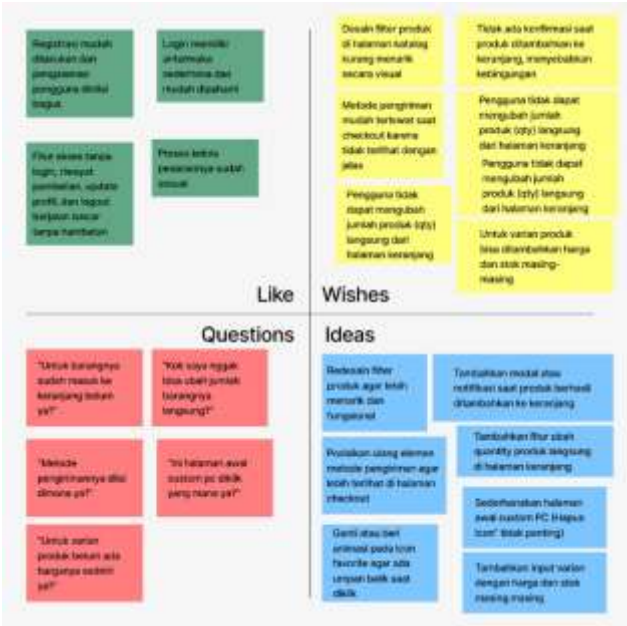 Registrasi mudah
dilakukan dan
pengalaman
pengguna dinilai
bagus
Login memiliki
antarmuka
sederhana dan
mudah dipahami
Fitur akses tanpa
login, riwayat
pembelian, update
profil, dan logout
berjalan lancar
tanpa hambatan
Proses kelola
pesanannya sudah
sesuai
Desain filter produk
di halaman katalog
kurang menarik
secara visual
Tidak ada konfirmasi saat
produk ditambahkan ke
keranjang, menyebabkan
kebingungan
Metode pengiriman
mudah terlewat saat
checkout karena
tidak terlihat dengan
jelas
Pengguna tidak dapat
mengubah jumlah
produk (qty) langsung
dari halaman keranjang
Pengguna tidak dapat
mengubah jumlah
produk (qty) langsung
dari halaman keranjang
Pengguna tidak
dapat mengubah
jumlah produk (qty)
langsung dari
halaman keranjang
Untuk varian produk
bisa ditambahkan harga
dan stok masing-
masing
Like
Wishes
Questions
Ideas
"Untuk barangnya
sudah masuk ke
keranjang belum
ya?"
"Kok saya nggak
bisa ubah jumlah
barangnya
langsung?"
"Metode
pengirimannya diisi
dimana ya?"
"Ini halaman awal
custom pc diklik
yang mana ya?"
"Untuk varian
produk belum ada
harganya sendiri
ya?"
Redesain filter
produk agar lebih
menarik dan
fungsional
Tambahkan modal atau
notifikasi saat produk berhasil
ditambahkan ke keranjang
Posisikan ulang elemen
metode pengiriman agar
lebih terlihat di halaman
checkout
Tambahkan fitur ubah
quantity produk langsung
di halaman keranjang
Sederhanakan halaman
awal custom PC (Hapus
icon" tidak penting)
Ganti atau beri
animasi pada icon
favorite agar ada
umpan balik saat
diklik
Tambahkan input varian
dengan harga dan stok
masing masing